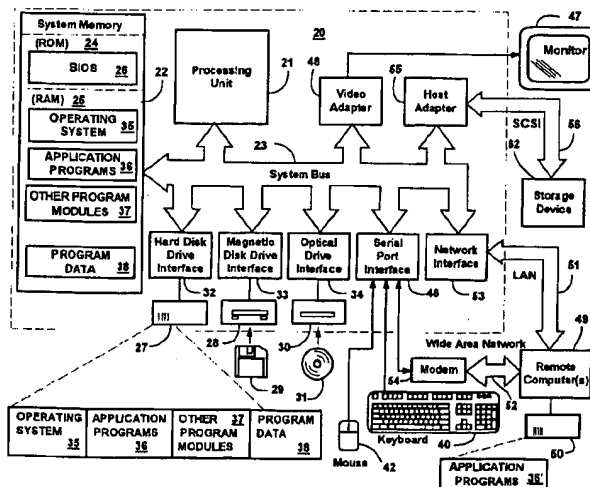 System Memory
(ROM) 24
BIOS
26
22
(RAM) 25
OPERATING
SYSTEM 35
APPLICATION
PROGRAMS 36
OTHER PROGRAM
MODULES 37
PROGRAM
DATA 38
20
Processing
Unit
21
48
Video
Adapter
55
Host
Adapter
47
Monitor
SCSI
56
62
Storage
Device
23
System Bus
Hard Disk
Drive
Interface
32
Magnetic
Disk Drive
Interface
33
Optical
Drive
Interface
34
Serial
Port
Interface
46
Network
Interface
53
LAN
51
27
28
30
29
31
Wide Area Network
49
Modem
54
52
Remote
Computer(s)
Keyboard
40
50
Mouse
42
OPERATING
SYSTEM 35
APPLICATION
PROGRAMS 36
OTHER 37
PROGRAM
MODULES
PROGRAM
DATA 38
APPLICATION
PROGRAMS 36'